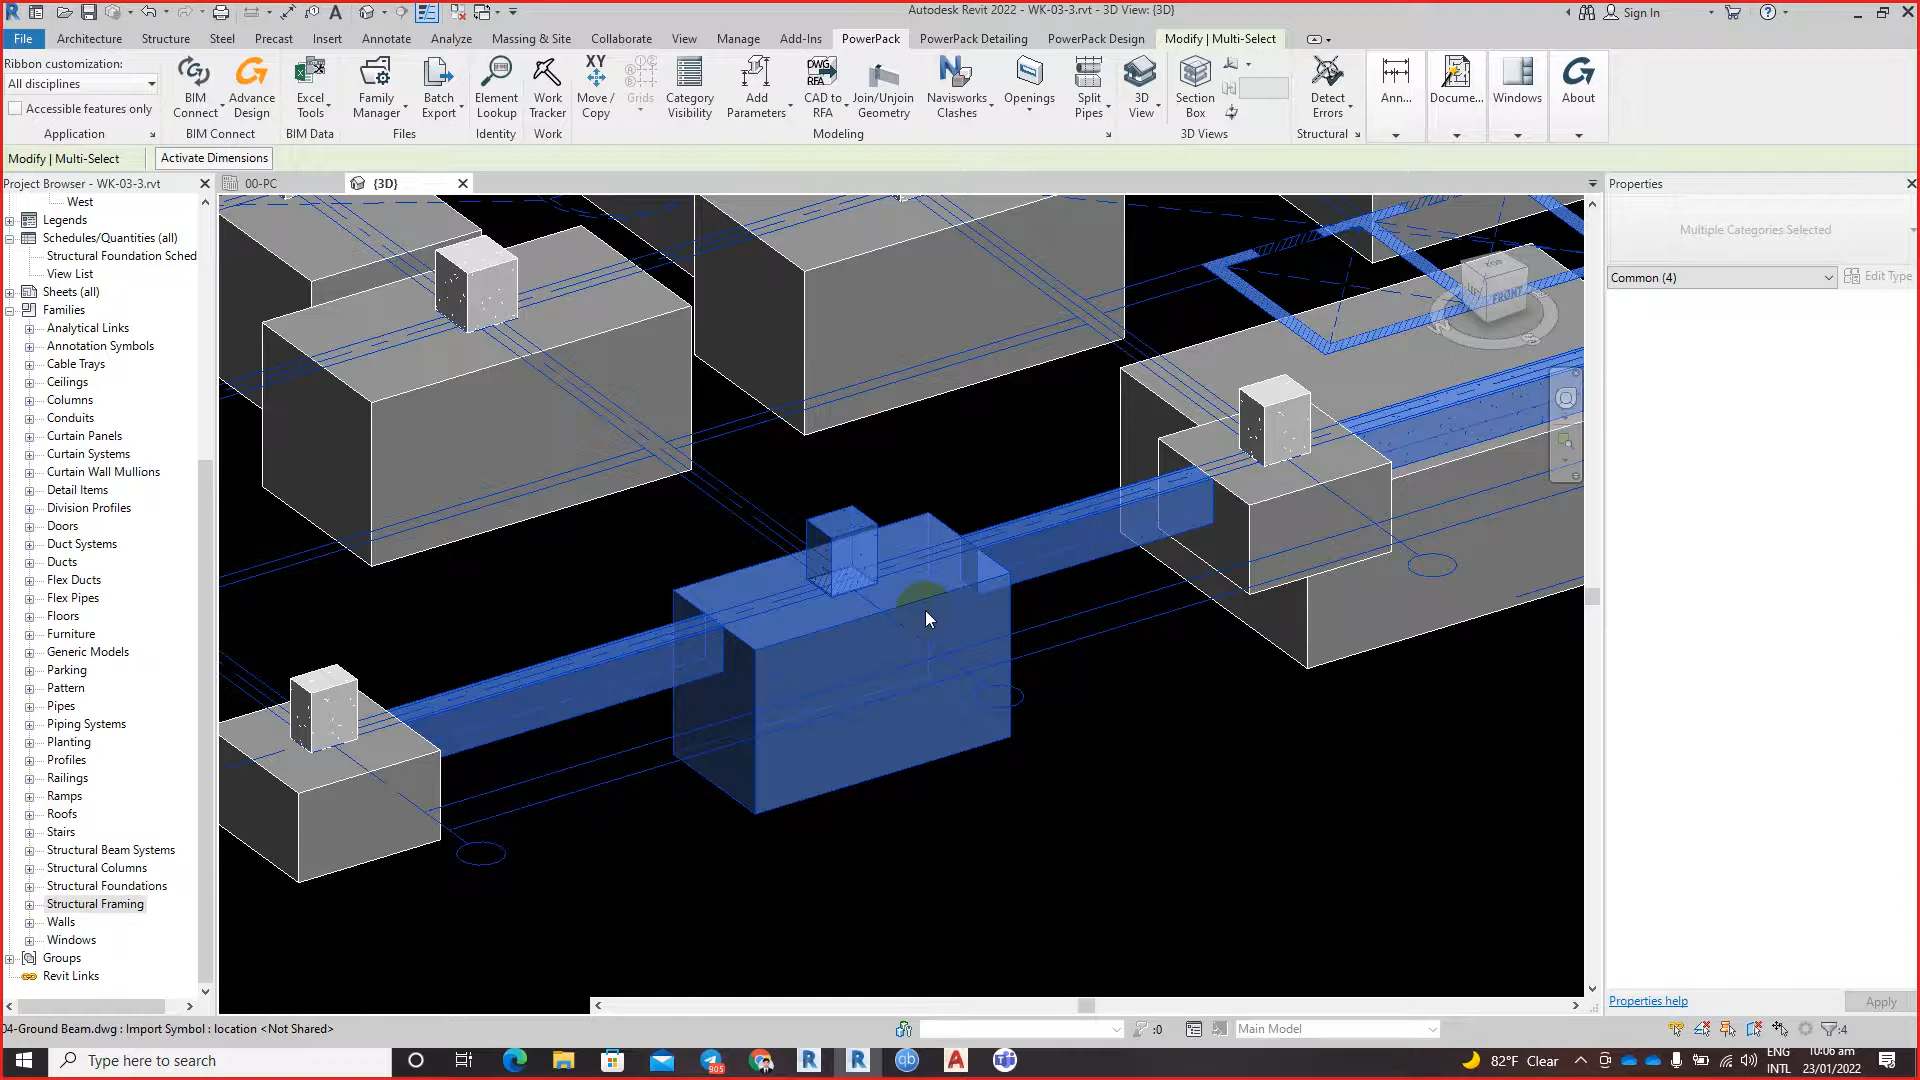 Autodesk Revit 2022 - WK-03-3.rvt - 3D View: {3D}
Sign In
File
Architecture
Structure
Steel
Precast
Insert
Annotate
Analyze
Massing & Site
Collaborate
View
Manage
Add-Ins
PowerPack
PowerPack Detailing
PowerPack Design
Modify | Multi-Select
Ribbon customization:
All disciplines
Accessible features only
Application
BIM
Connect
Advance
Design
BIM Connect
Excel
Tools
BIM Data
Family
Manager
Batch
Export
Files
Element
Lookup
Identity
Work
Tracker
Work
XY
Move /
Copy
Grids
Category
Visibility
Add
Parameters
DWG
RFA
CAD to
RFA
Join/Unjoin
Geometry
Navisworks
Clashes
Openings
Split
Pipes
Modeling
3D
View
Section
Box
3D Views
Detect
Errors
Structural
Ann...
Docume...
Windows
About
Modify | Multi-Select
Activate Dimensions
Project Browser - WK-03-3.rvt
00-PC
{3D}
Properties
West
Legends
Schedules/Quantities (all)
Structural Foundation Sched
View List
Sheets (all)
Families
Analytical Links
Annotation Symbols
Cable Trays
Ceilings
Columns
Conduits
Curtain Panels
Curtain Systems
Curtain Wall Mullions
Detail Items
Division Profiles
Doors
Duct Systems
Ducts
Flex Ducts
Flex Pipes
Floors
Furniture
Generic Models
Parking
Pattern
Pipes
Piping Systems
Planting
Profiles
Railings
Ramps
Roofs
Stairs
Structural Beam Systems
Structural Columns
Structural Foundations
Structural Framing
Walls
Windows
Groups
Revit Links
TOP
FRONT
W
S
Multiple Categories Selected
Common (4)
Edit Type
Properties help
Apply
04-Ground Beam.dwg : Import Symbol : location <Not Shared>
:0
Main Model
:4
Type here to search
905
82°F Clear
ENG
INTL
10:06 am
23/01/2022